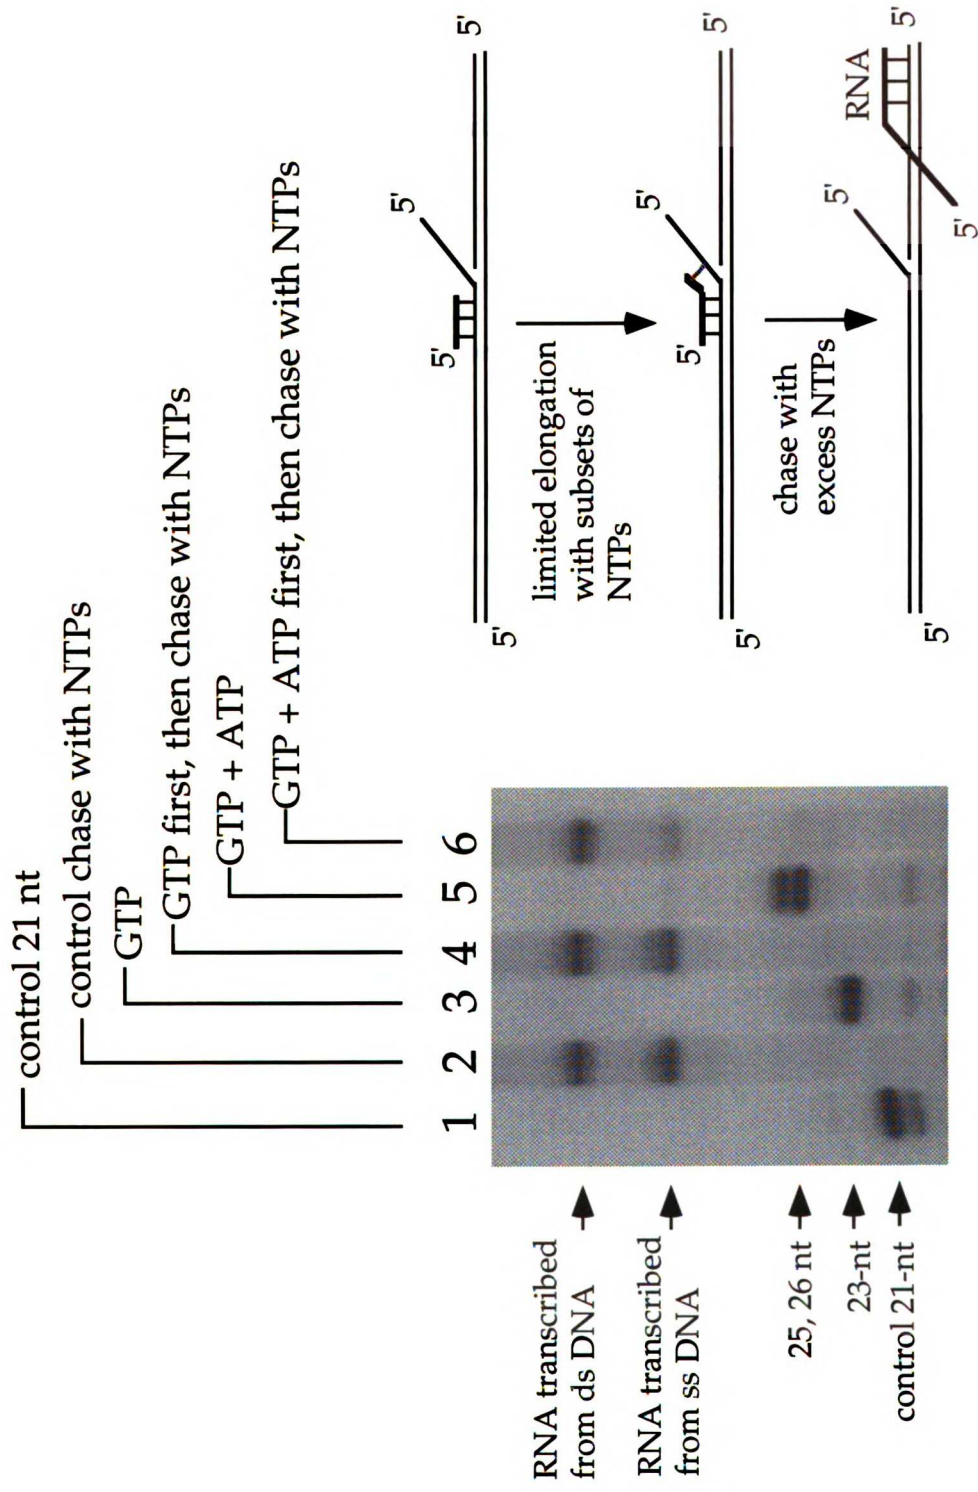 control 21 nt
control chase with NTPs
GTP
GTP first, then chase with NTPs
GTP + ATP
GTP + ATP first, then chase with NTPs
1 2 3 4 5 6
RNA transcribed
from ds DNA
RNA transcribed
from ss DNA
25, 26 nt
23-nt
control 21-nt
5'
5'
5'
5'
limited elongation
with subsets of
NTPs
5'
5'
5'
5'
chase with
excess NTPs
RNA
5'
5'
5'
5'